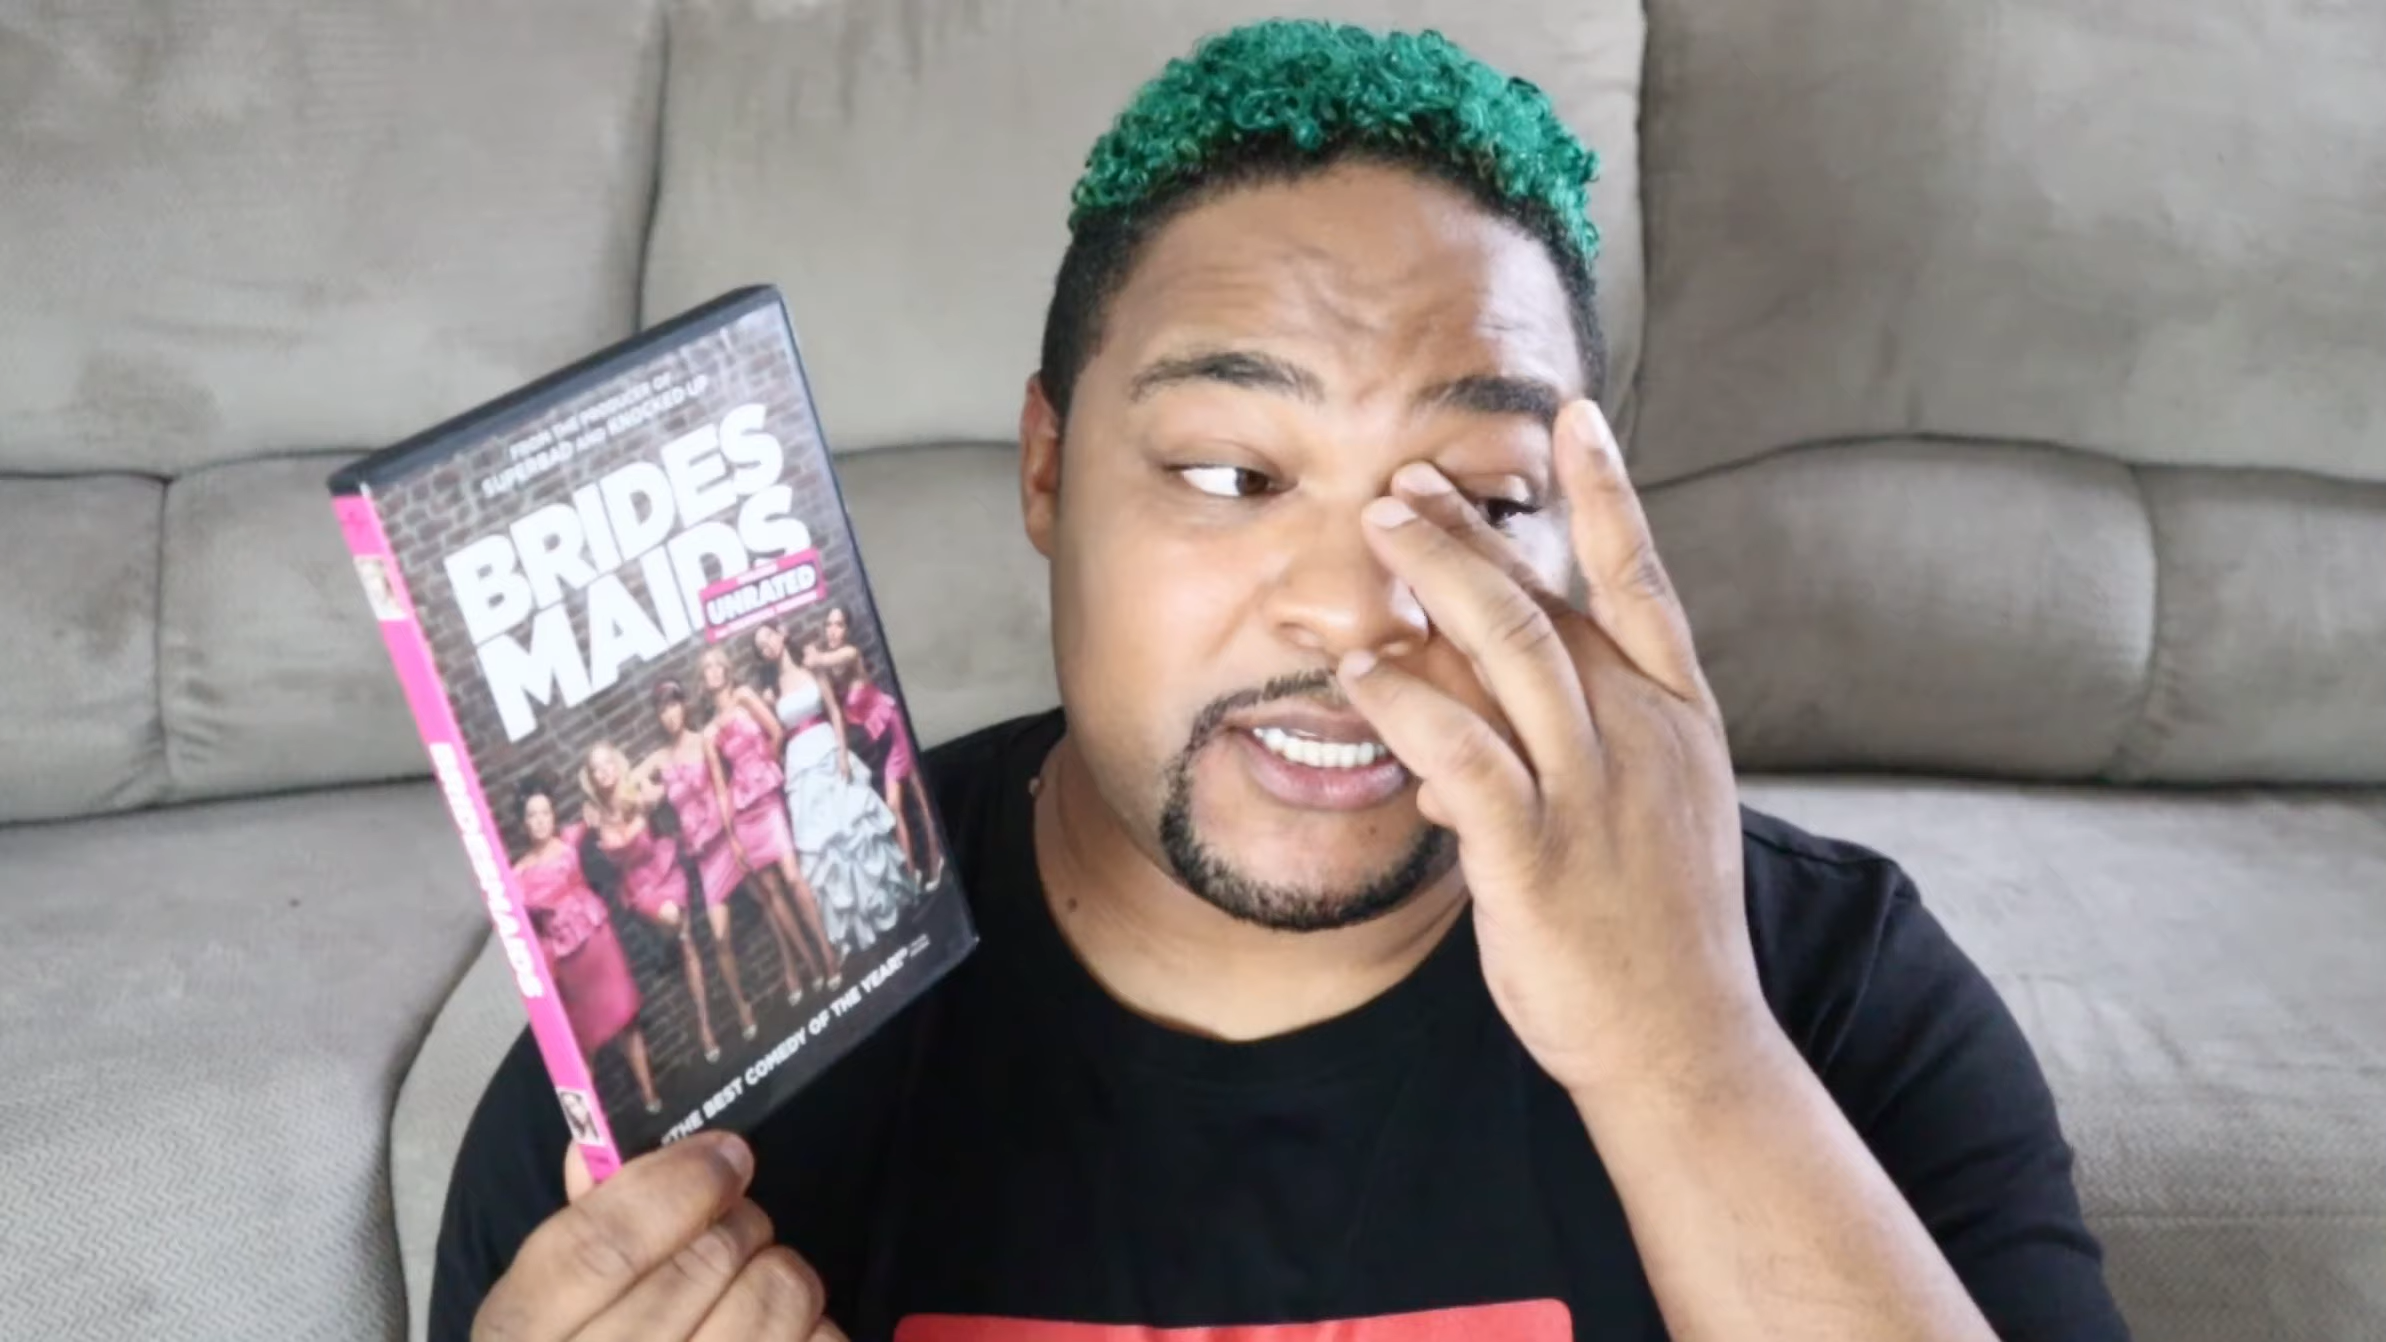 FROM THE PRODUCER OF
SUPERBAD AND KNOCKED UP
BRIDES
MAIDS
UNRATED
"THE BEST COMEDY OF THE YEAR!"
BRIDESMAIDS